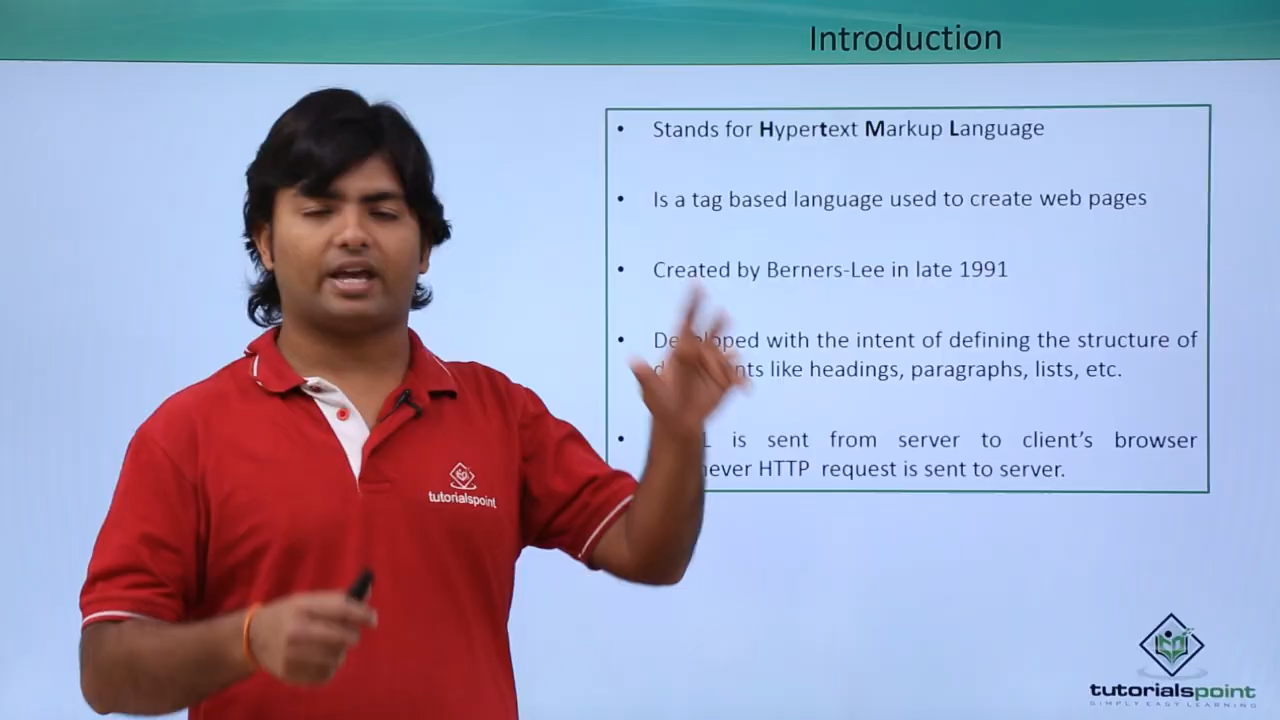 Introduction
• Stands for Hypertext Markup Language
• Is a tag based language used to create web pages
• Created by Berners-Lee in late 1991
• Developed with the intent of defining the structure of
like headings, paragraphs, lists, etc.
• is sent from server to client's browser
HTTP request is sent to server.
tutorialspoint
tutorialspoint
SIMPLY EASY LEARNING